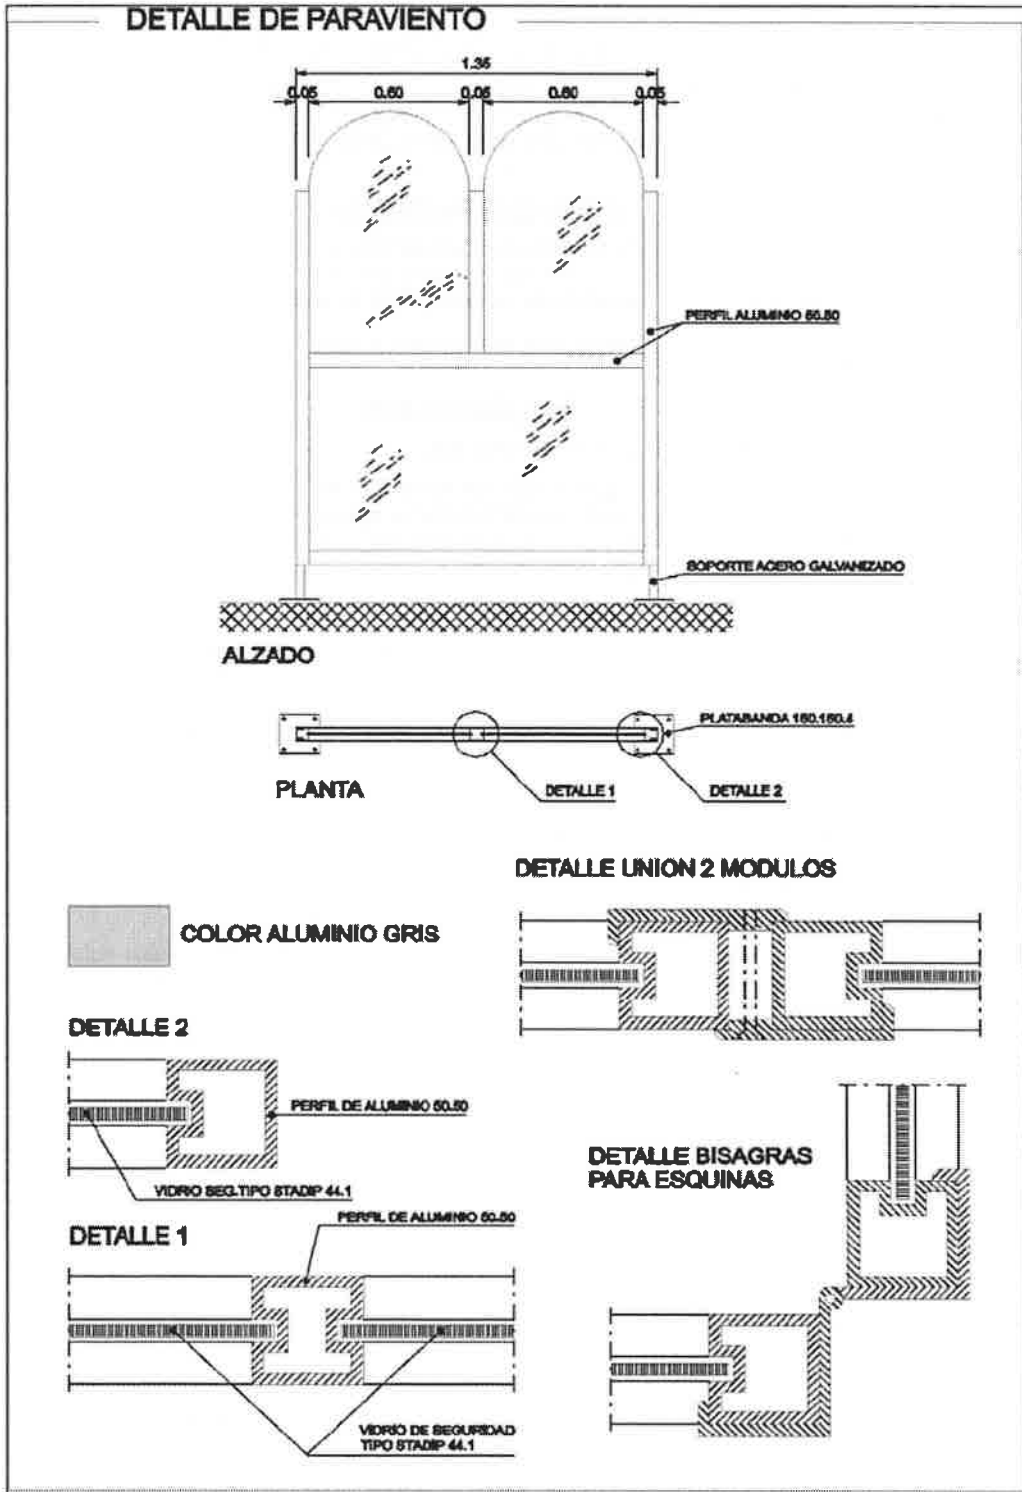 DETALLE DE PARAVIENTO
1.35
0.05 0.60 0.05 0.60 0.05
PERFIL ALUMINIO 50.50
SOPORTE ACERO GALVANIZADO
ALZADO
PLATABANDA 150.150.4
PLANTA
DETALLE 1
DETALLE 2
DETALLE UNION 2 MODULOS
COLOR ALUMINIO GRIS
DETALLE 2
PERFIL DE ALUMINIO 50.50
VIDRIO SEG.TIPO STADIP 44.1
DETALLE BISAGRAS
PARA ESQUINAS
PERFIL DE ALUMINIO 50.50
DETALLE 1
VIDRIO DE SEGURIDAD
TIPO STADIP 44.1